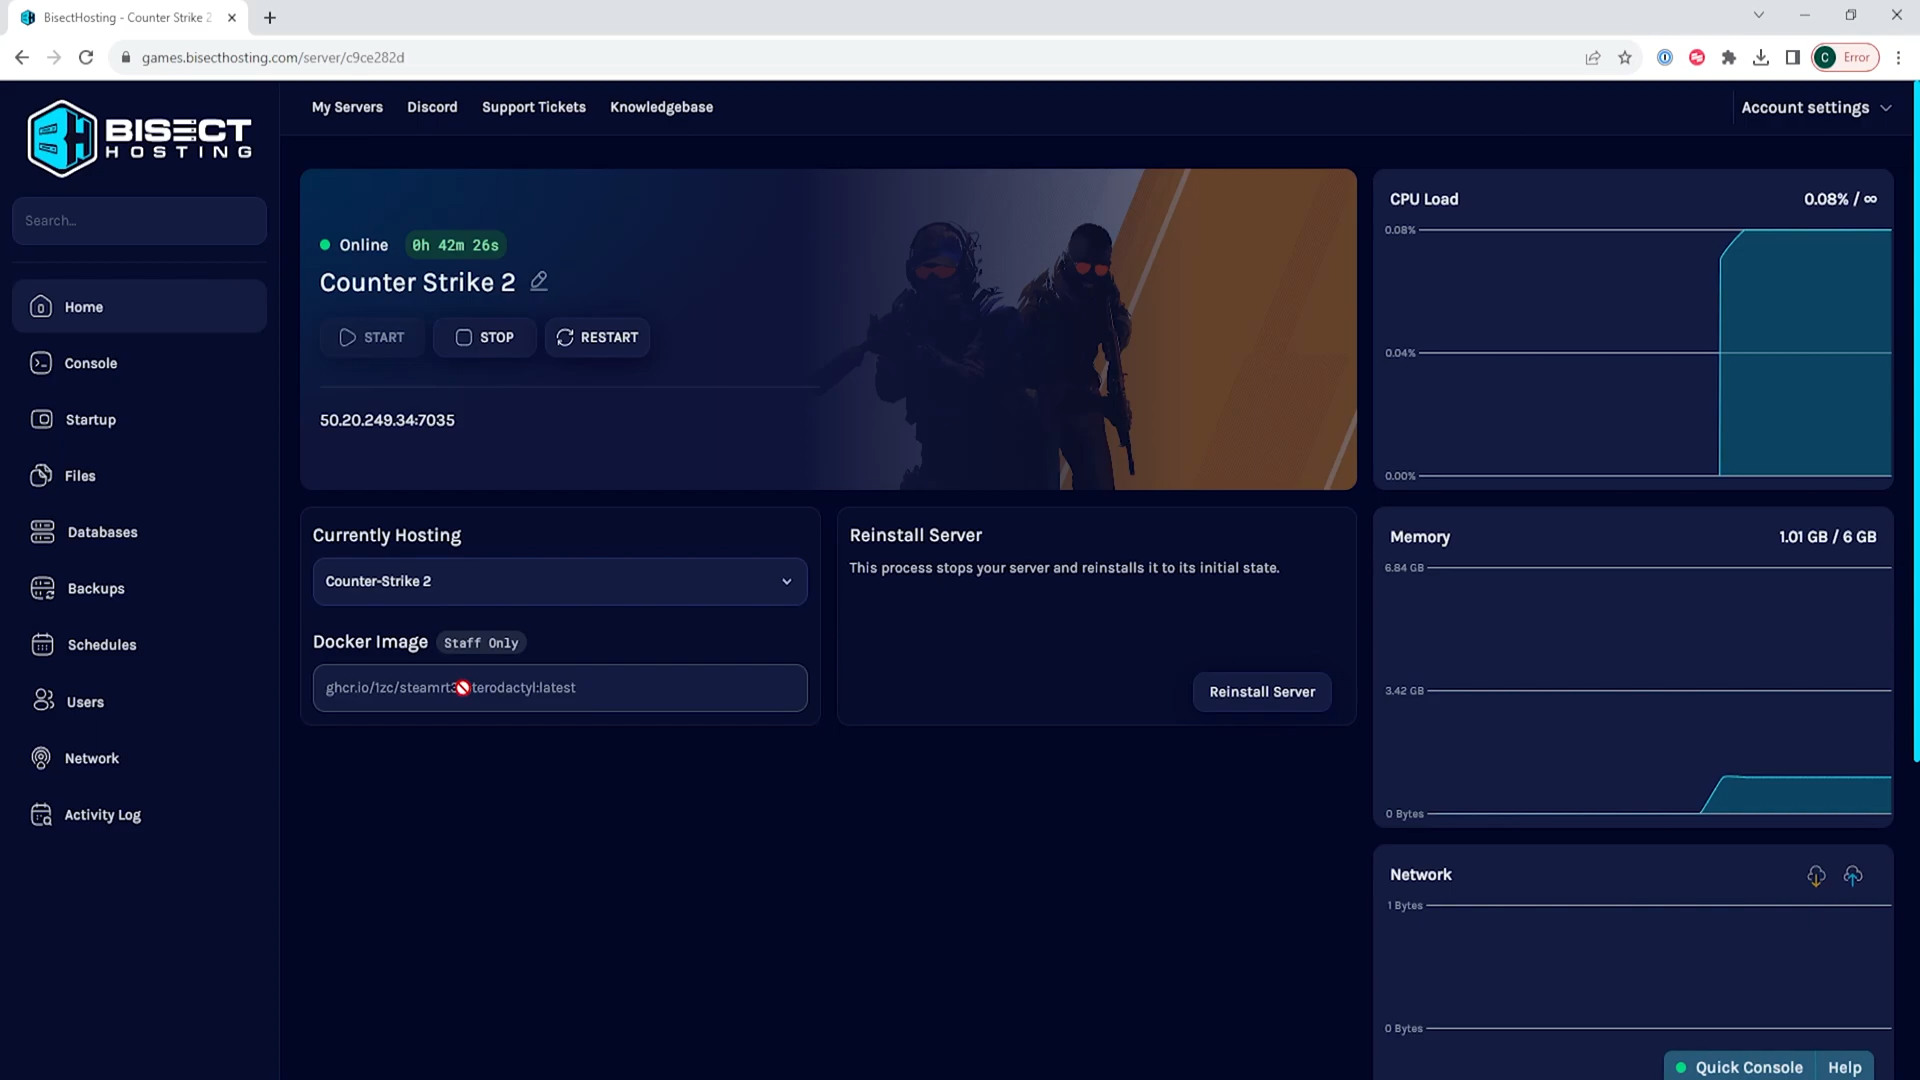 BisectHosting - Counter Strike 2
games.bisecthosting.com/server/c9ce282d
C Error
BISECT
HOSTING
My Servers Discord Support Tickets Knowledgebase Account settings
Search...
Home
Console
Startup
Files
Databases
Backups
Schedules
Users
Network
Activity Log
Online 0h 42m 26s
Counter Strike 2
START STOP RESTART
50.20.249.34:7035
Currently Hosting
Counter-Strike 2
Docker Image Staff Only
ghcr.io/1zc/steamrt3 terodactyl:latest
Reinstall Server
This process stops your server and reinstalls it to its initial state.
Reinstall Server
CPU Load 0.08% / ∞
0.08%
0.04%
0.00%
Memory 1.01 GB / 6 GB
6.84 GB
3.42 GB
0 Bytes
Network
1 Bytes
0 Bytes
Quick Console Help